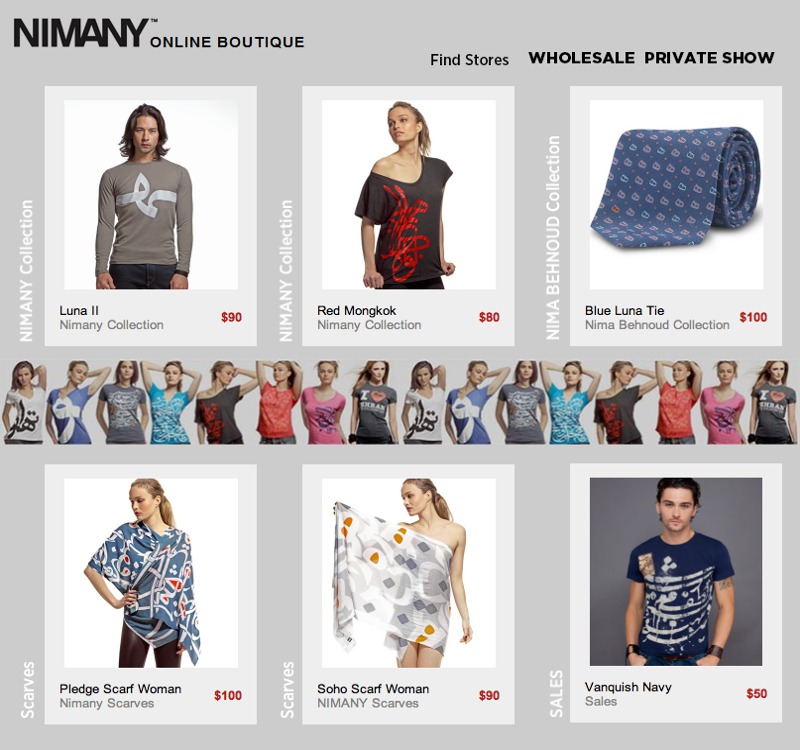 NIMANY™ ONLINE BOUTIQUE
Find Stores WHOLESALE PRIVATE SHOW
NIMANY Collection
Luna II
Nimany Collection
$90
NIMANY Collection
Red Mongkok
Nimany Collection
$80
NIMA BEHNOUD Collection
Blue Luna Tie
Nima Behnoud Collection
$100
Scarves
Pledge Scarf Woman
Nimany Scarves
$100
Scarves
Soho Scarf Woman
NIMANY Scarves
$90
SALES
Vanquish Navy
Sales
$50